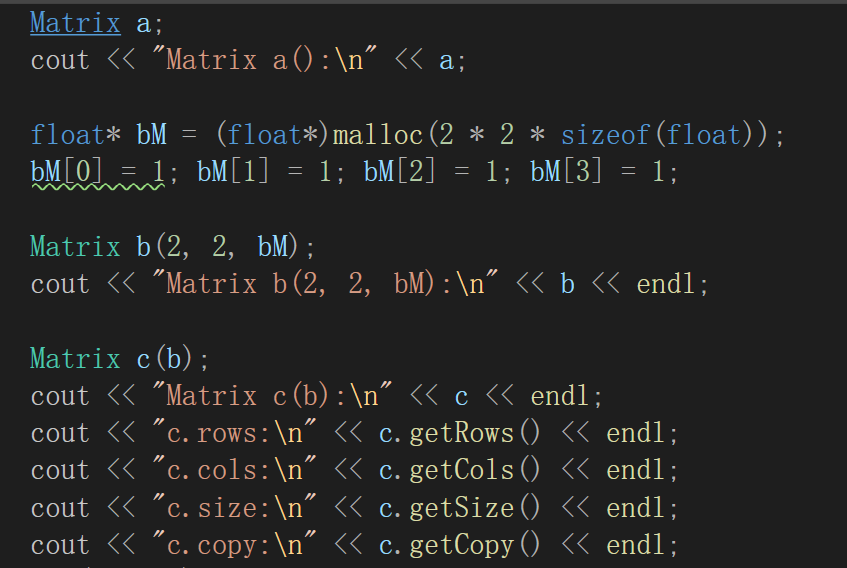 Matrix a;
cout << "Matrix a():\n" << a;
float* bM = (float*)malloc(2 * 2 * sizeof(float));
bM[0] = 1; bM[1] = 1; bM[2] = 1; bM[3] = 1;
Matrix b(2, 2, bM);
cout << "Matrix b(2, 2, bM):\n" << b << endl;
Matrix c(b);
cout << "Matrix c(b):\n" << c << endl;
cout << "c.rows:\n" << c.getRows() << endl;
cout << "c.cols:\n" << c.getCols() << endl;
cout << "c.size:\n" << c.getSize() << endl;
cout << "c.copy:\n" << c.getCopy() << endl;